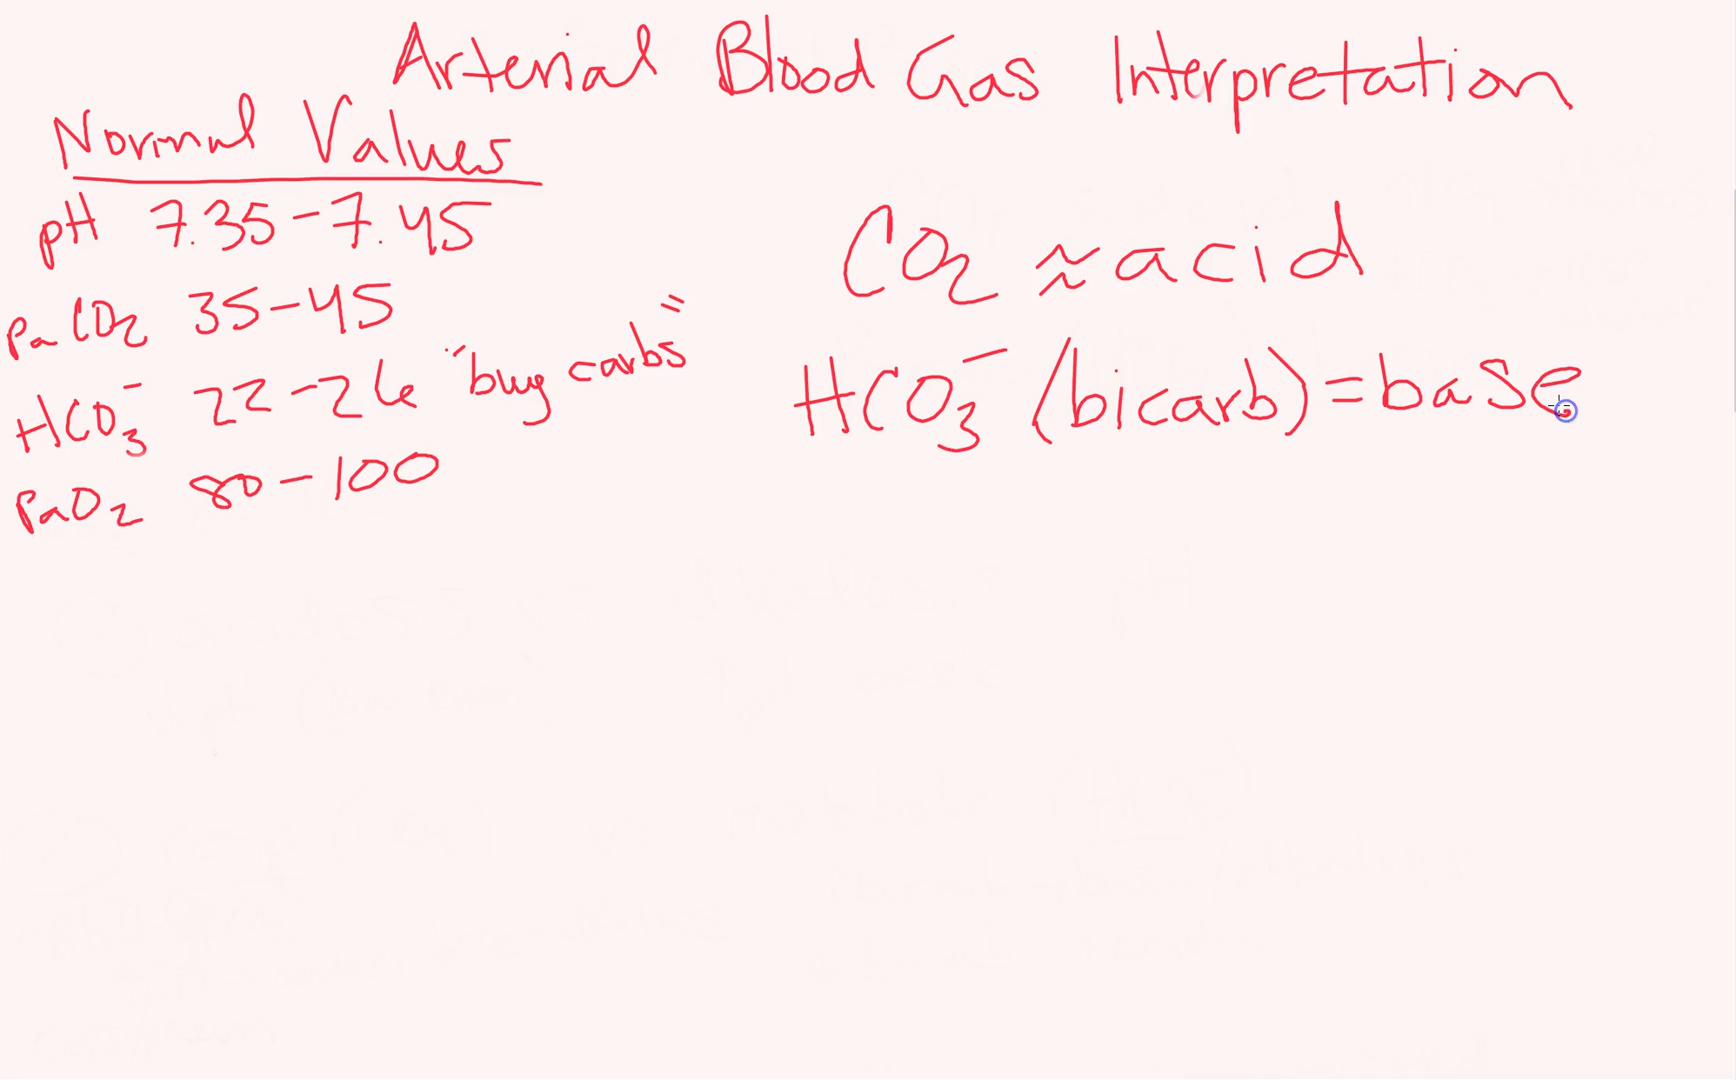 Arterial Blood Gas Interpretation
Normal Values
pH 7.35-7.45
PaCO2 35-45
HCO3- 22-26 "buy carbs"
PaO2 80-100
CO2 ≈ acid
HCO3- (bicarb) = base